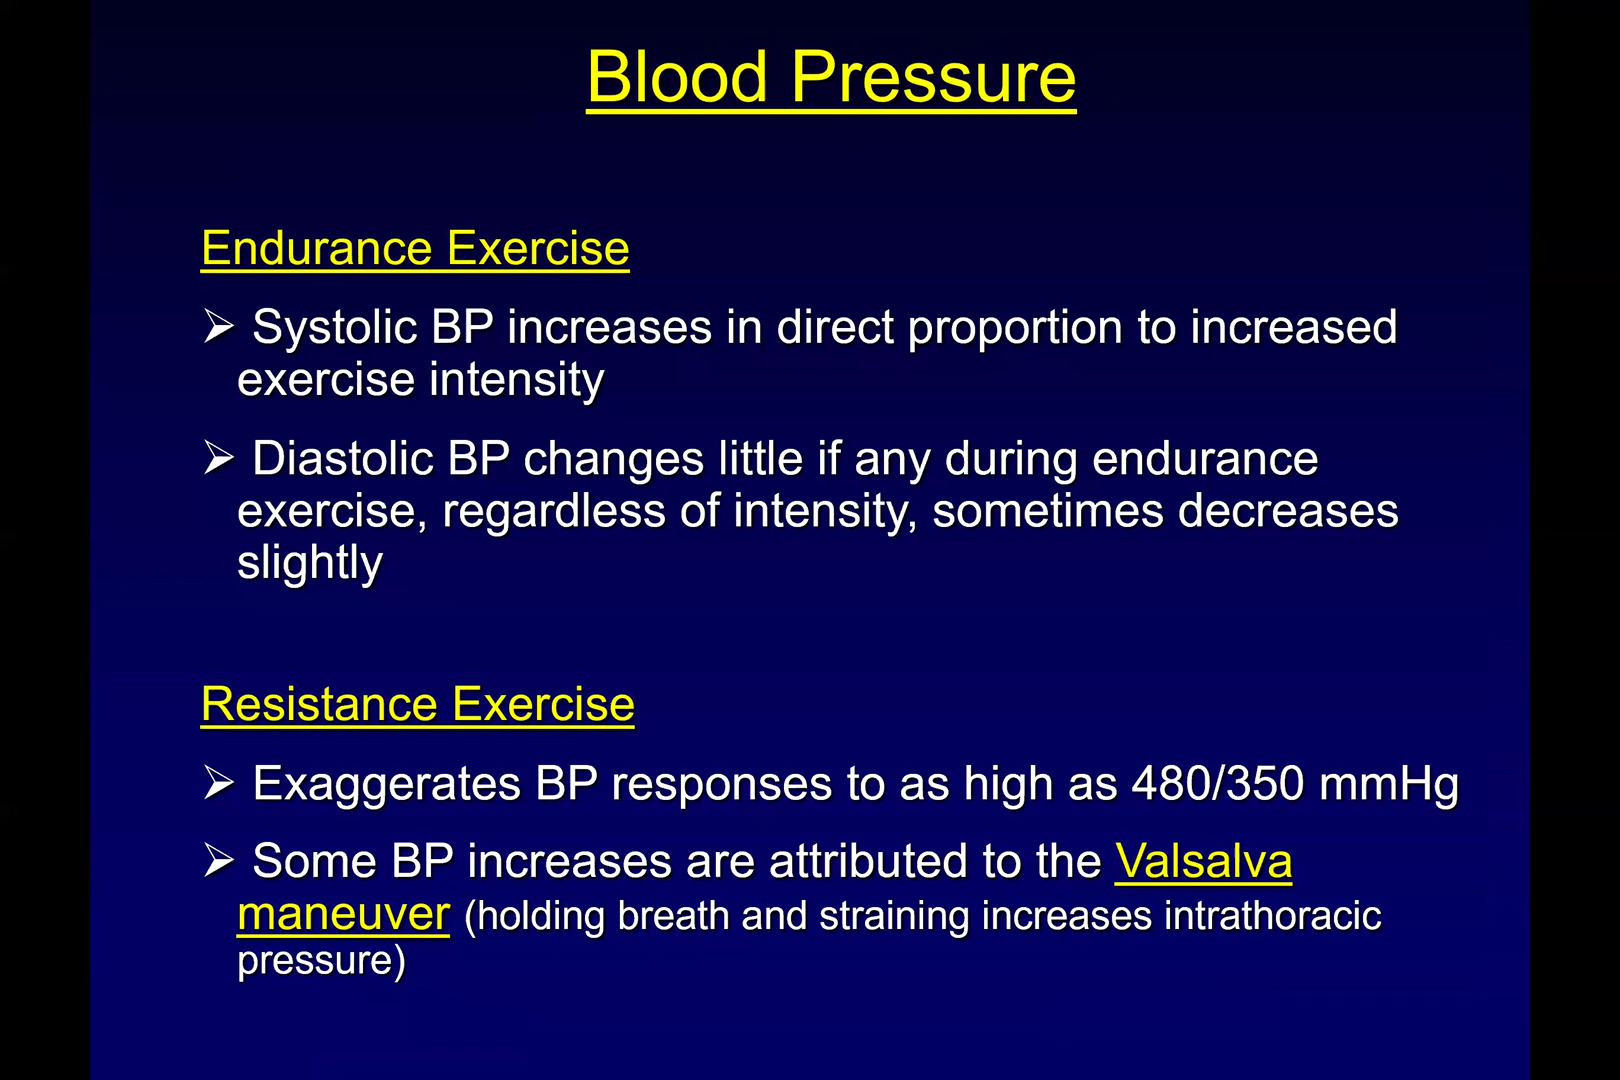 Blood Pressure
Endurance Exercise
➢ Systolic BP increases in direct proportion to increased
exercise intensity
➢ Diastolic BP changes little if any during endurance
exercise, regardless of intensity, sometimes decreases
slightly
Resistance Exercise
➢ Exaggerates BP responses to as high as 480/350 mmHg
➢ Some BP increases are attributed to the Valsalva
maneuver (holding breath and straining increases intrathoracic
pressure)